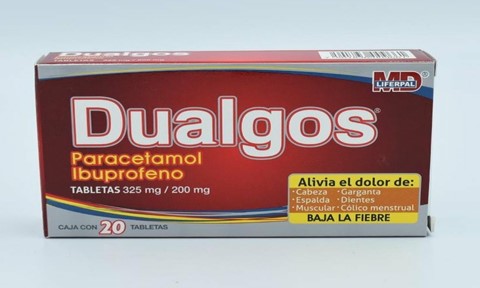 MD®
LIFERPAL
Dualgos®
Paracetamol
Ibuprofeno
TABLETAS 325 mg / 200 mg
CAJA CON 20 TABLETAS
Alivia el dolor de:
•Cabeza •Garganta
•Espalda •Dientes
•Muscular •Cólico menstrual
BAJA LA FIEBRE